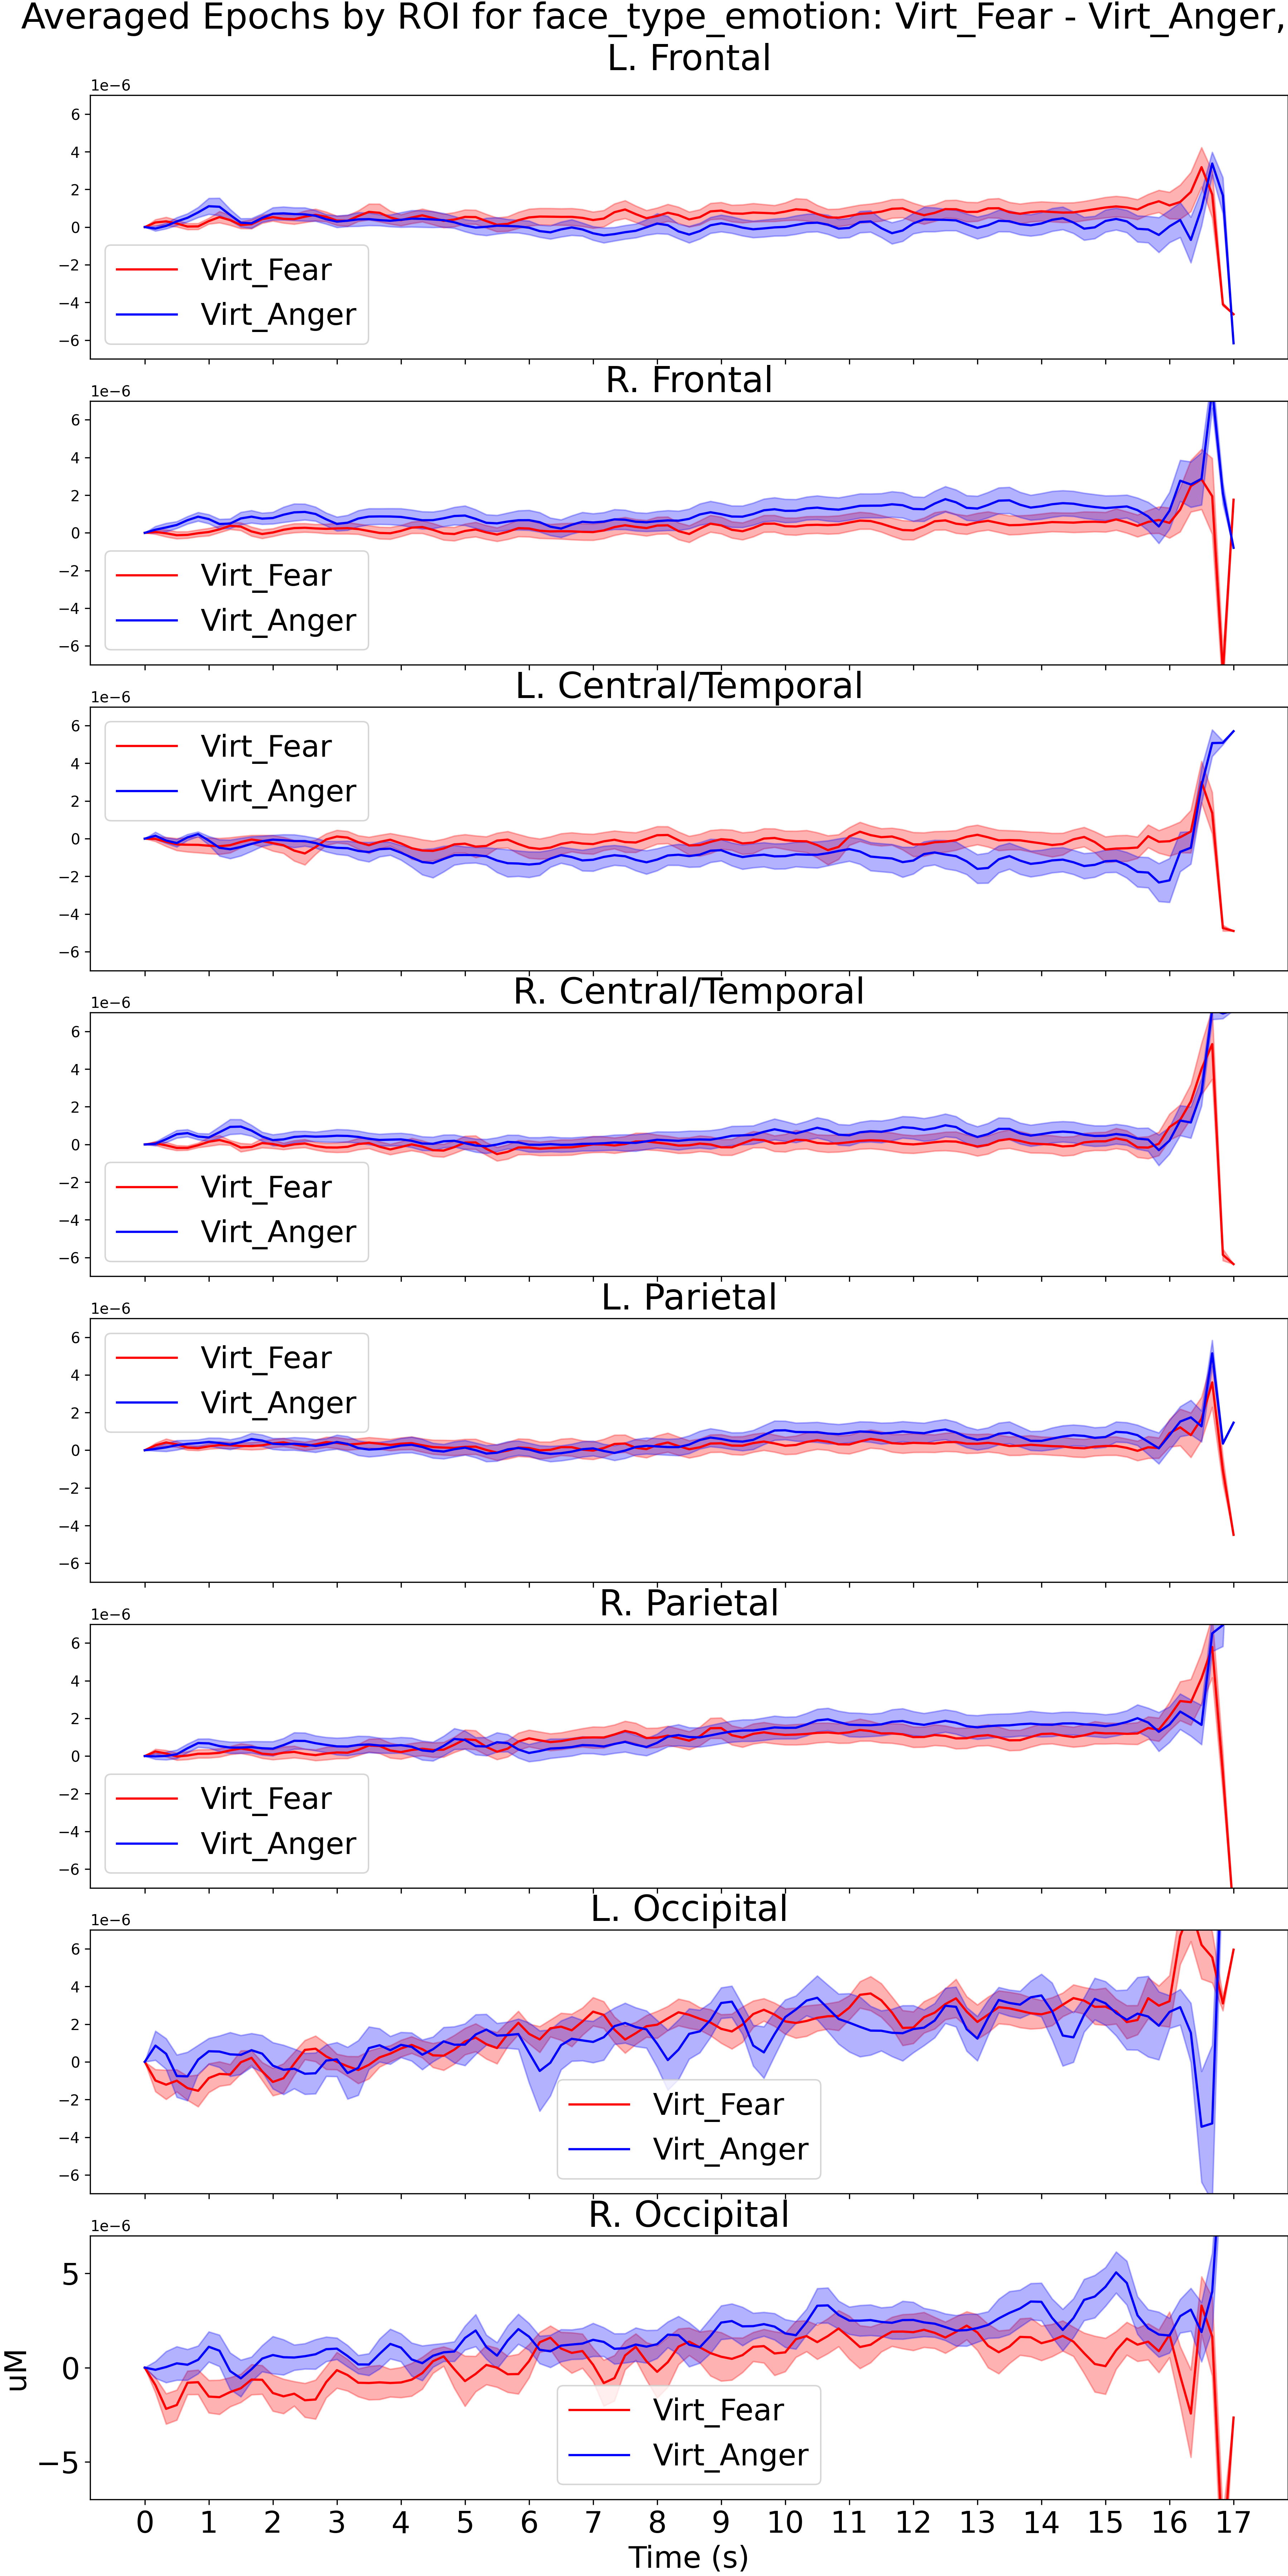 Averaged Epochs by ROI for face_type_emotion: Virt_Fear - Virt_Anger,
L. Frontal
1e−6
6
4
2
0
−2
−4
−6
Virt_Fear
Virt_Anger
R. Frontal
1e−6
6
4
2
0
−2
−4
−6
Virt_Fear
Virt_Anger
L. Central/Temporal
1e−6
6
4
2
0
−2
−4
−6
Virt_Fear
Virt_Anger
R. Central/Temporal
1e−6
6
4
2
0
−2
−4
−6
Virt_Fear
Virt_Anger
L. Parietal
1e−6
6
4
2
0
−2
−4
−6
Virt_Fear
Virt_Anger
R. Parietal
1e−6
6
4
2
0
−2
−4
−6
Virt_Fear
Virt_Anger
L. Occipital
1e−6
6
4
2
0
−2
−4
−6
Virt_Fear
Virt_Anger
R. Occipital
1e−6
5
0
−5
uM
Virt_Fear
Virt_Anger
0 1 2 3 4 5 6 7 8 9 10 11 12 13 14 15 16 17
Time (s)